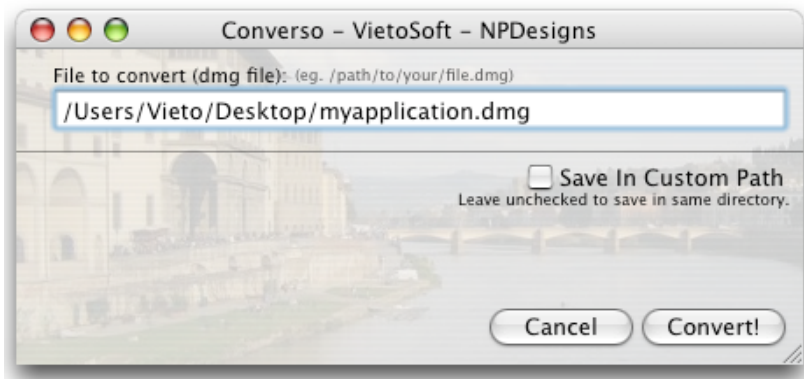 Converso – VietoSoft – NPDesigns
File to convert (dmg file): (eg. /path/to/your/file.dmg)
/Users/Vieto/Desktop/myapplication.dmg
Save In Custom Path
Leave unchecked to save in same directory.
Cancel Convert!